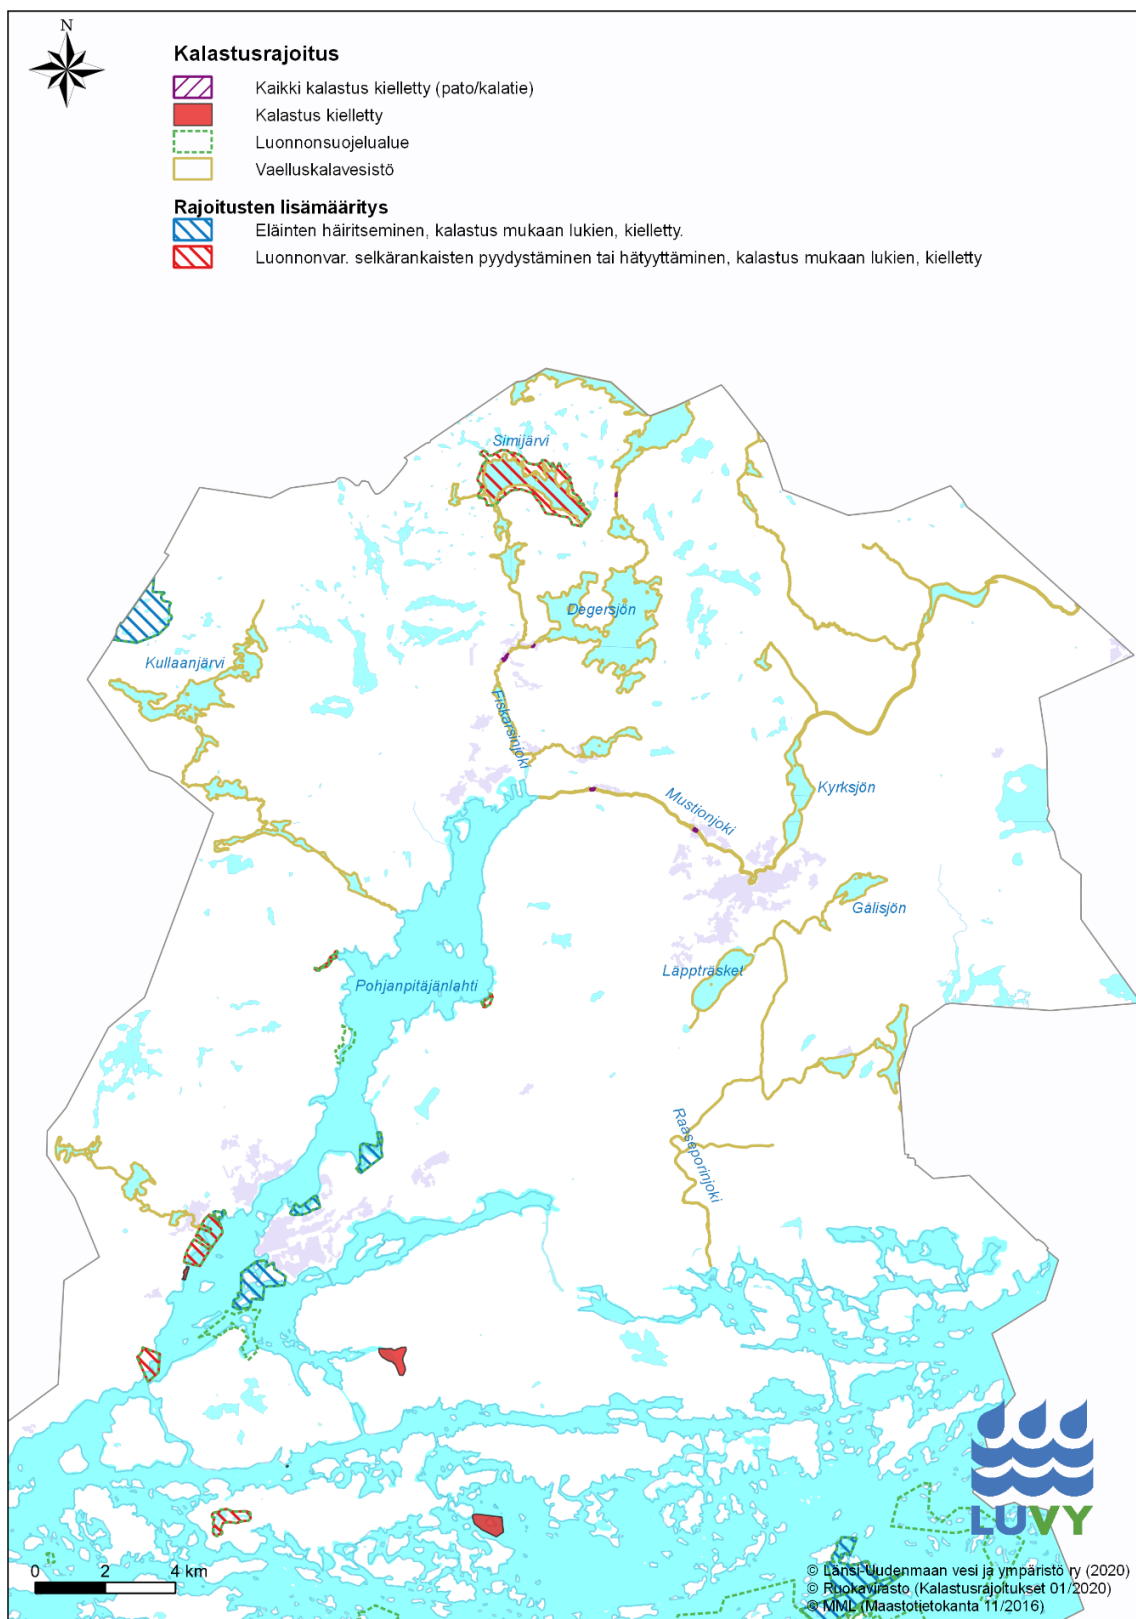 N
Kalastusrajoitus
Kaikki kalastus kielletty (pato/kalatie)
Kalastus kielletty
Luonnonsuojelualue
Vaelluskalavesistö
Rajoitusten lisämääritys
Eläinten häiritseminen, kalastus mukaan lukien, kielletty.
Luonnonvar. selkärankaisten pyydystäminen tai hätyyttäminen, kalastus mukaan lukien, kielletty
Simijärvi
Degersjön
Kullaanjärvi
Fiskarsinjoki
Mustionjoki
Kyrksjön
Gålisjön
Läppträsket
Pohjanpitäjänlahti
Raaseporinjoki
LUVY
0 2 4 km
© Länsi-Uudenmaan vesi ja ympäristö ry (2020)
© Ruokavirasto (Kalastusrajoitukset 01/2020)
© MML (Maastotietokanta 11/2016)